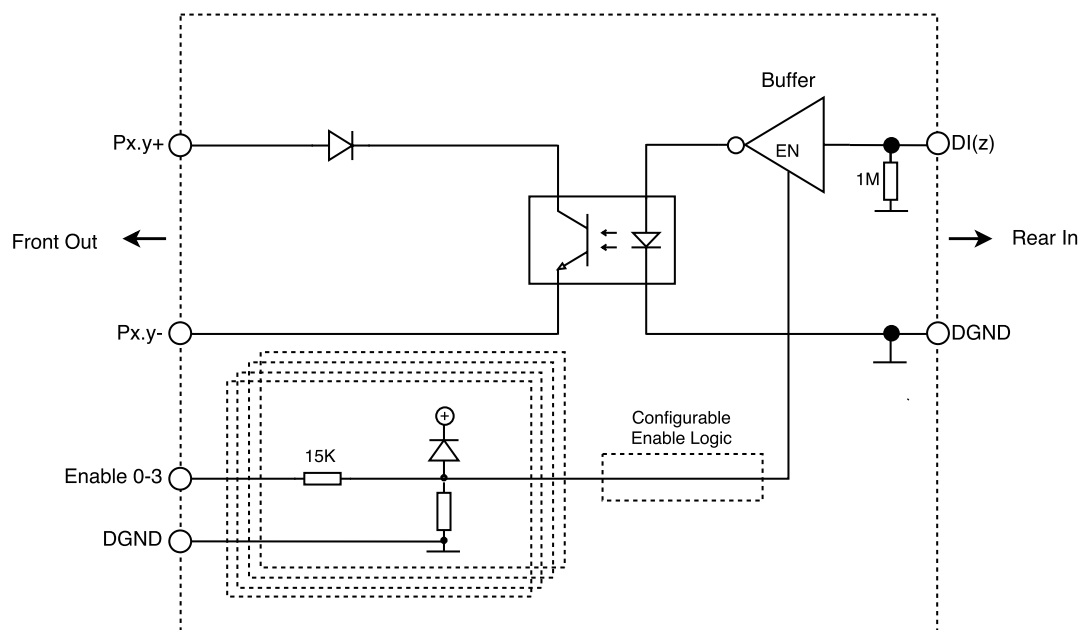 Buffer
Px.y+
EN
DI(z)
1M
Front Out
Rear In
Px.y-
DGND
Configurable
Enable Logic
15K
Enable 0-3
DGND